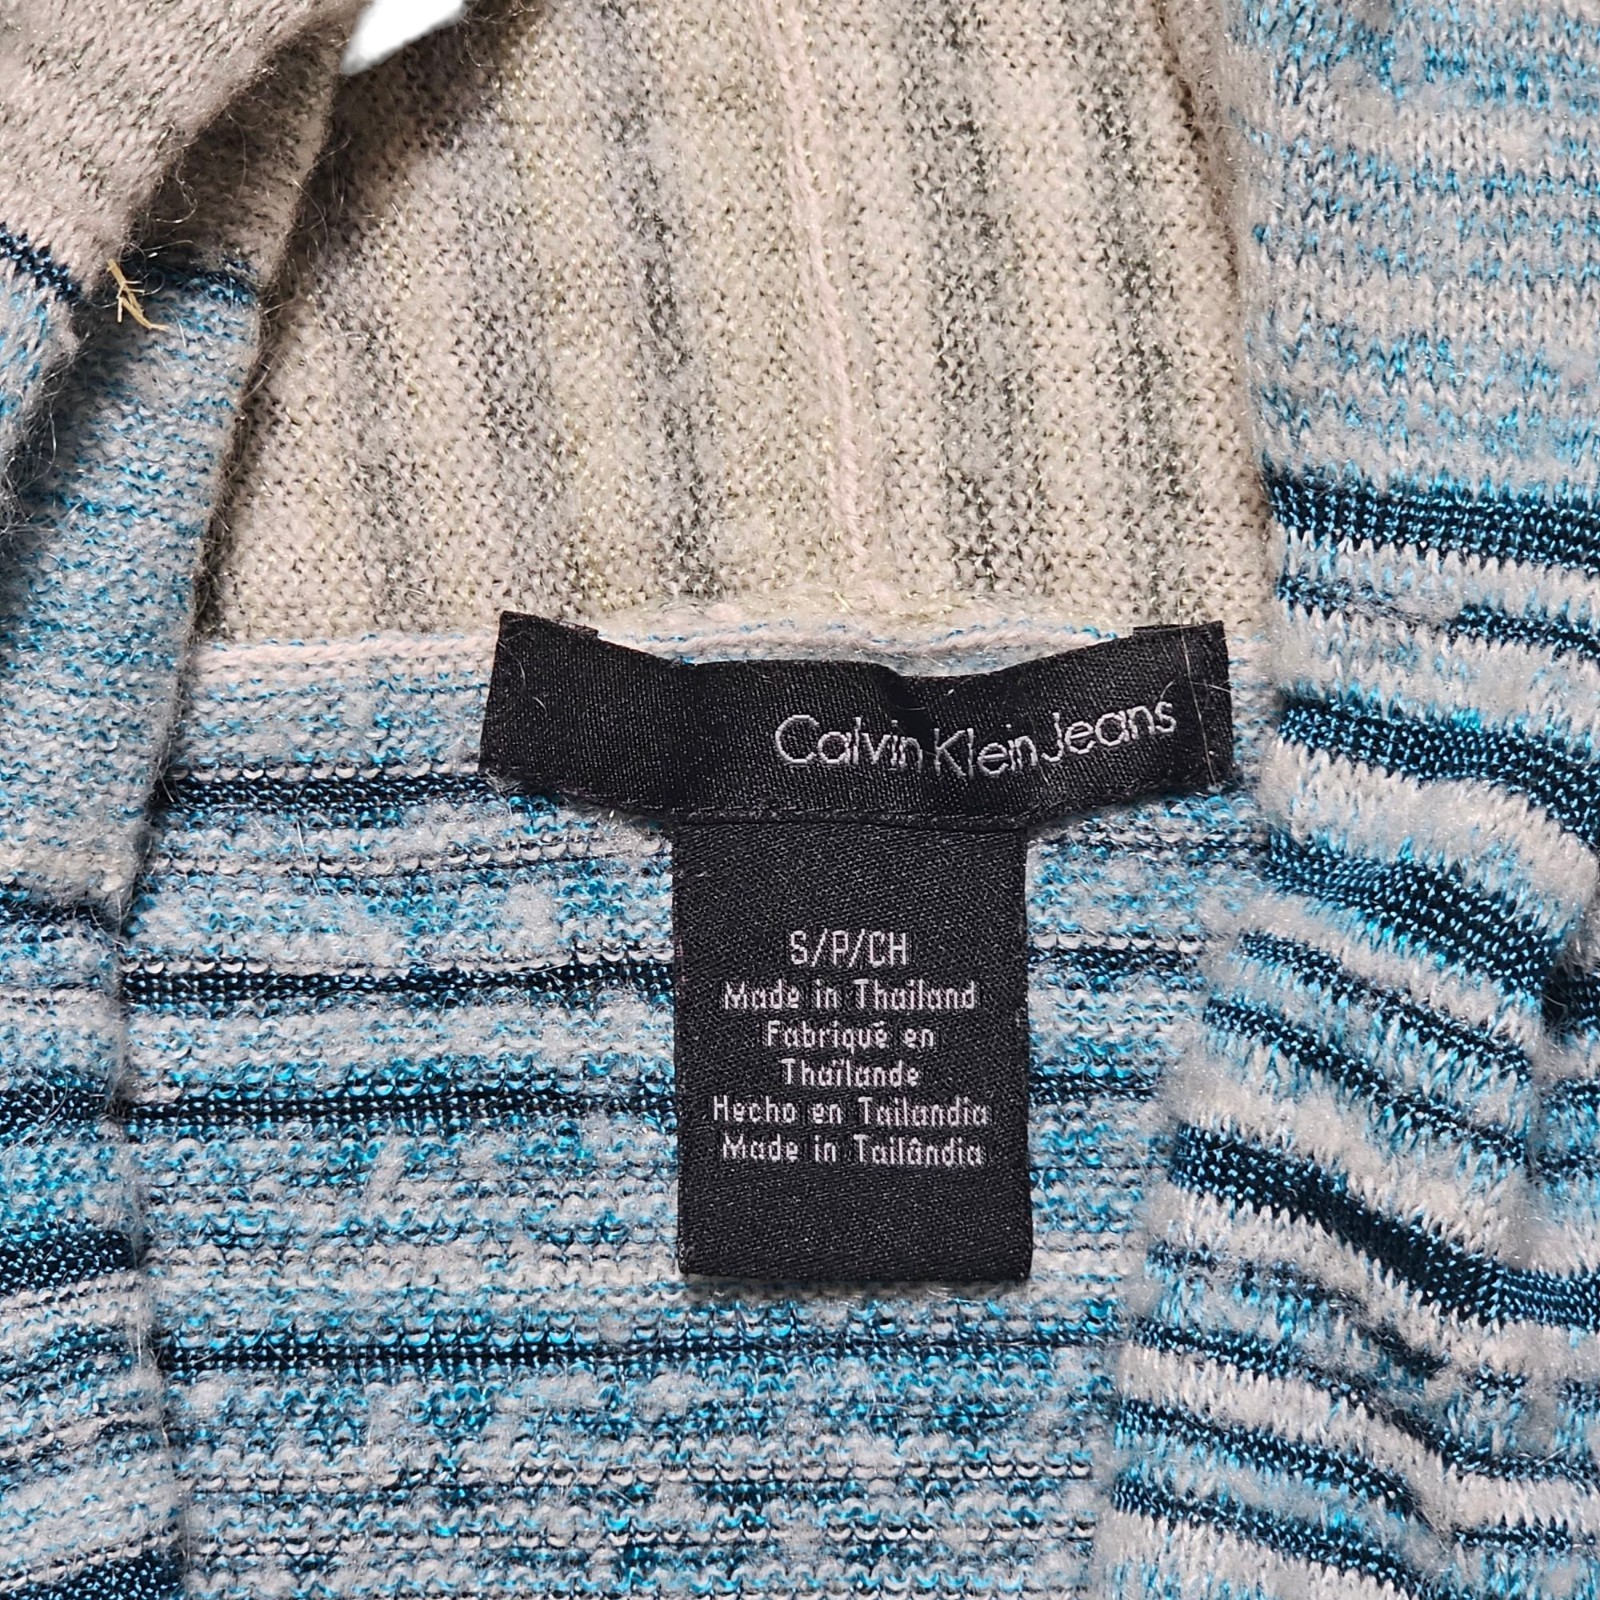 Calvin Klein Jeans
S/P/CH
Made in Thailand
Fabriqué en
Thaïlande
Hecho en Tailandia
Made in Tailândia